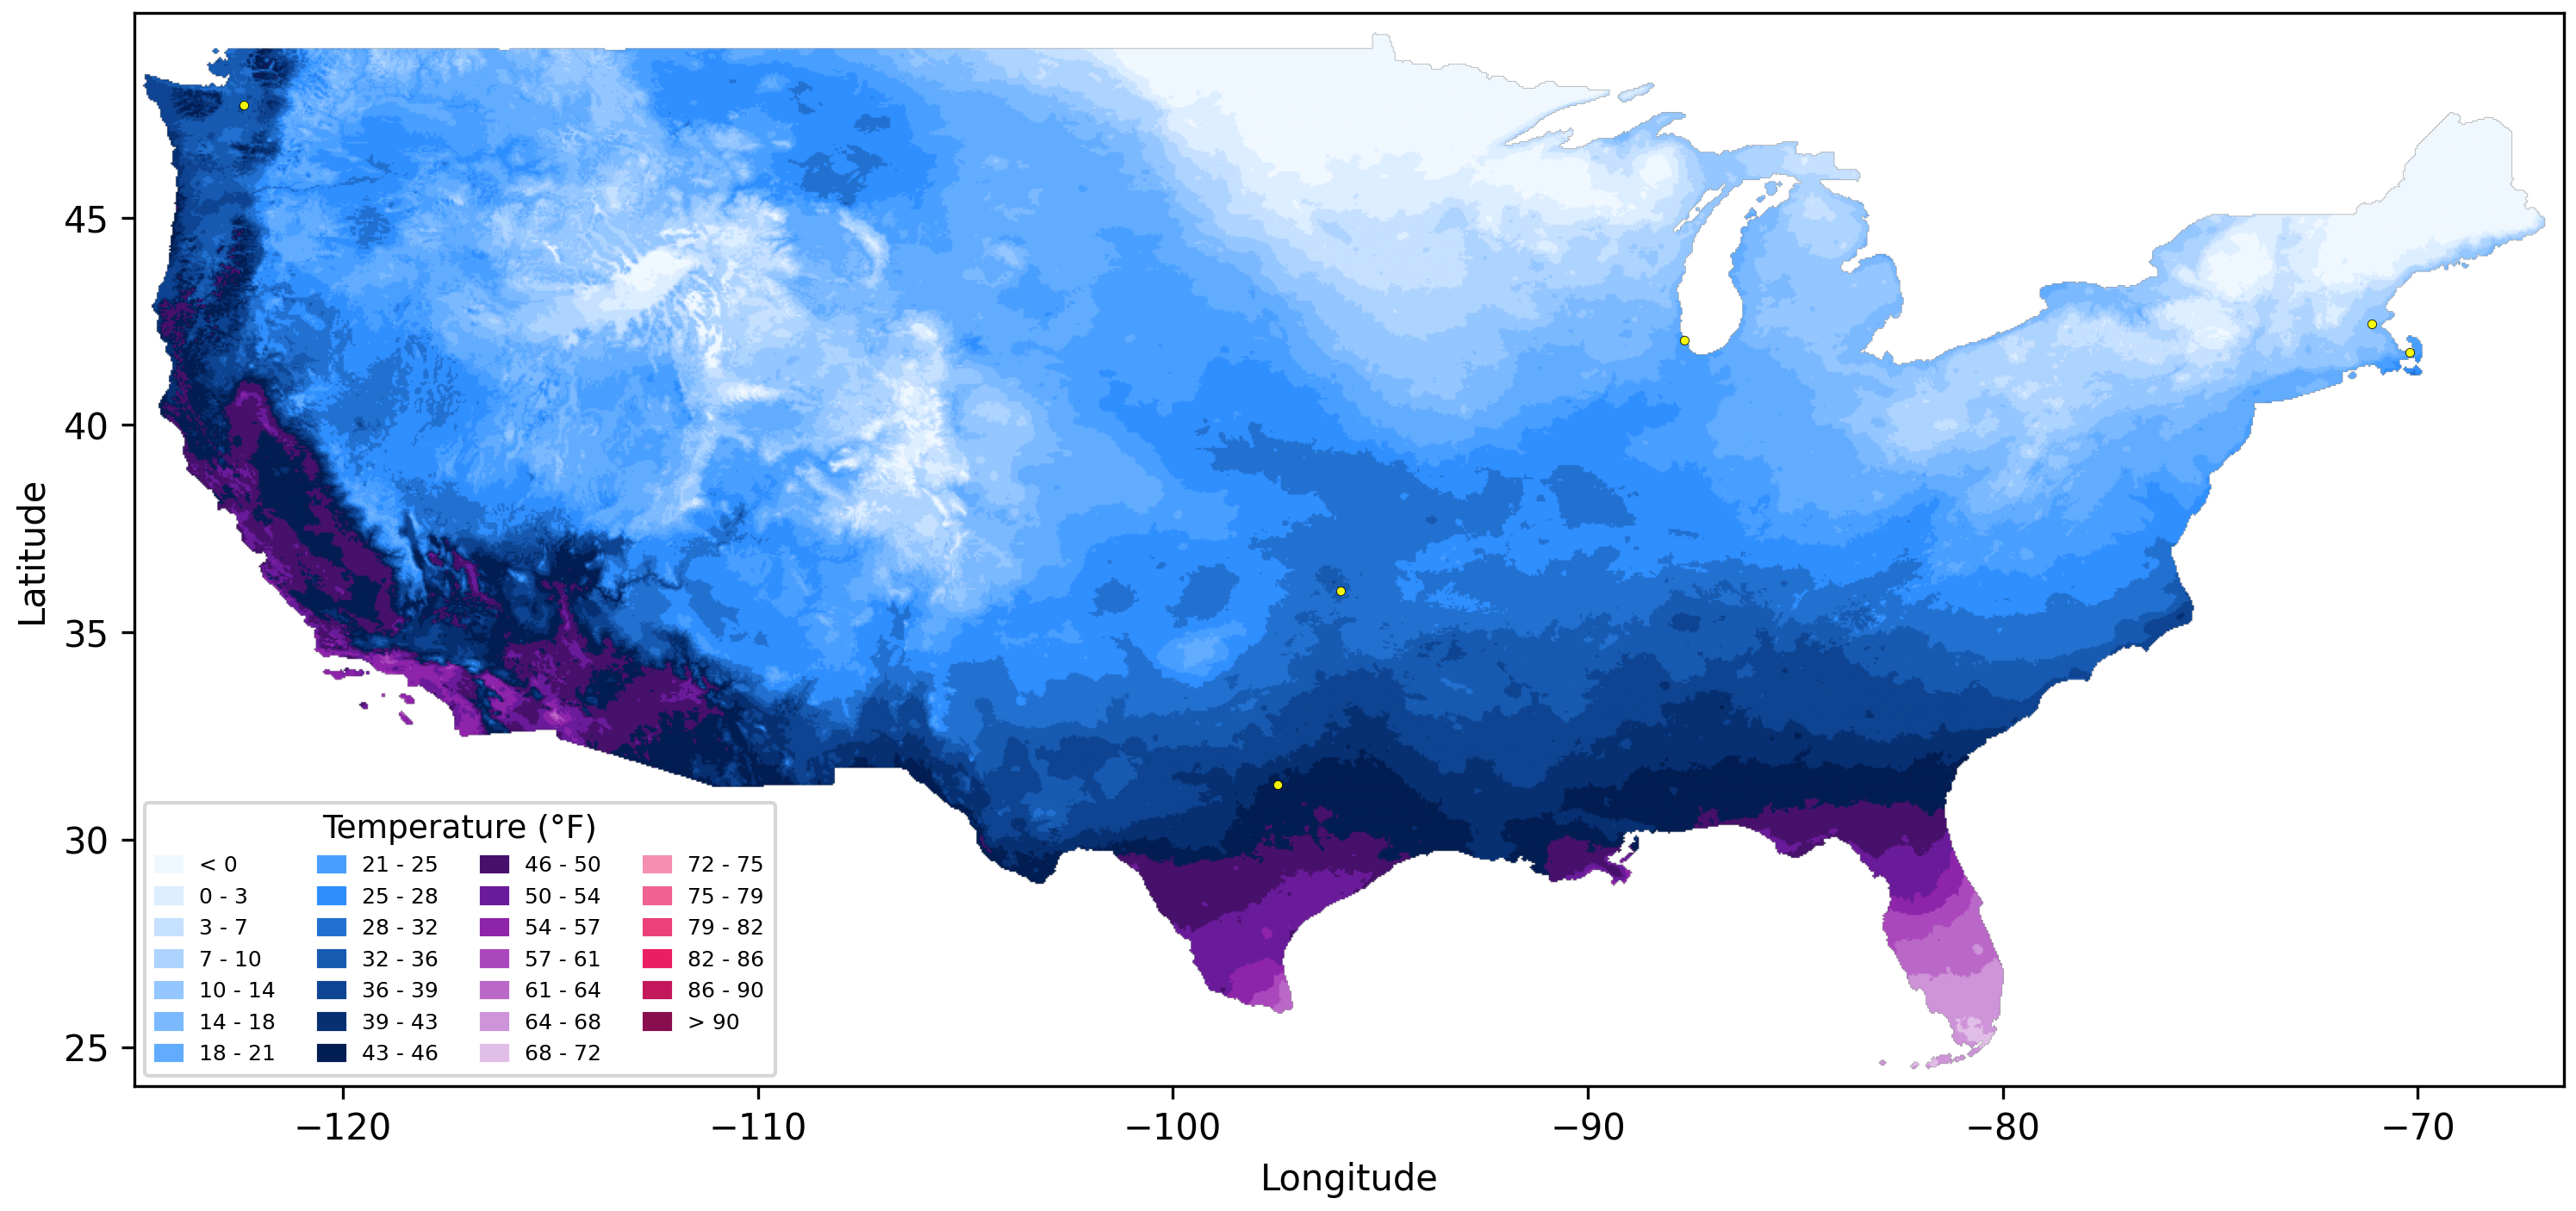 45
40
35
30
25
Latitude
Temperature (°F)
< 0 21 - 25 46 - 50 72 - 75
0 - 3 25 - 28 50 - 54 75 - 79
3 - 7 28 - 32 54 - 57 79 - 82
7 - 10 32 - 36 57 - 61 82 - 86
10 - 14 36 - 39 61 - 64 86 - 90
14 - 18 39 - 43 64 - 68 > 90
18 - 21 43 - 46 68 - 72
−120 −110 −100 −90 −80 −70
Longitude